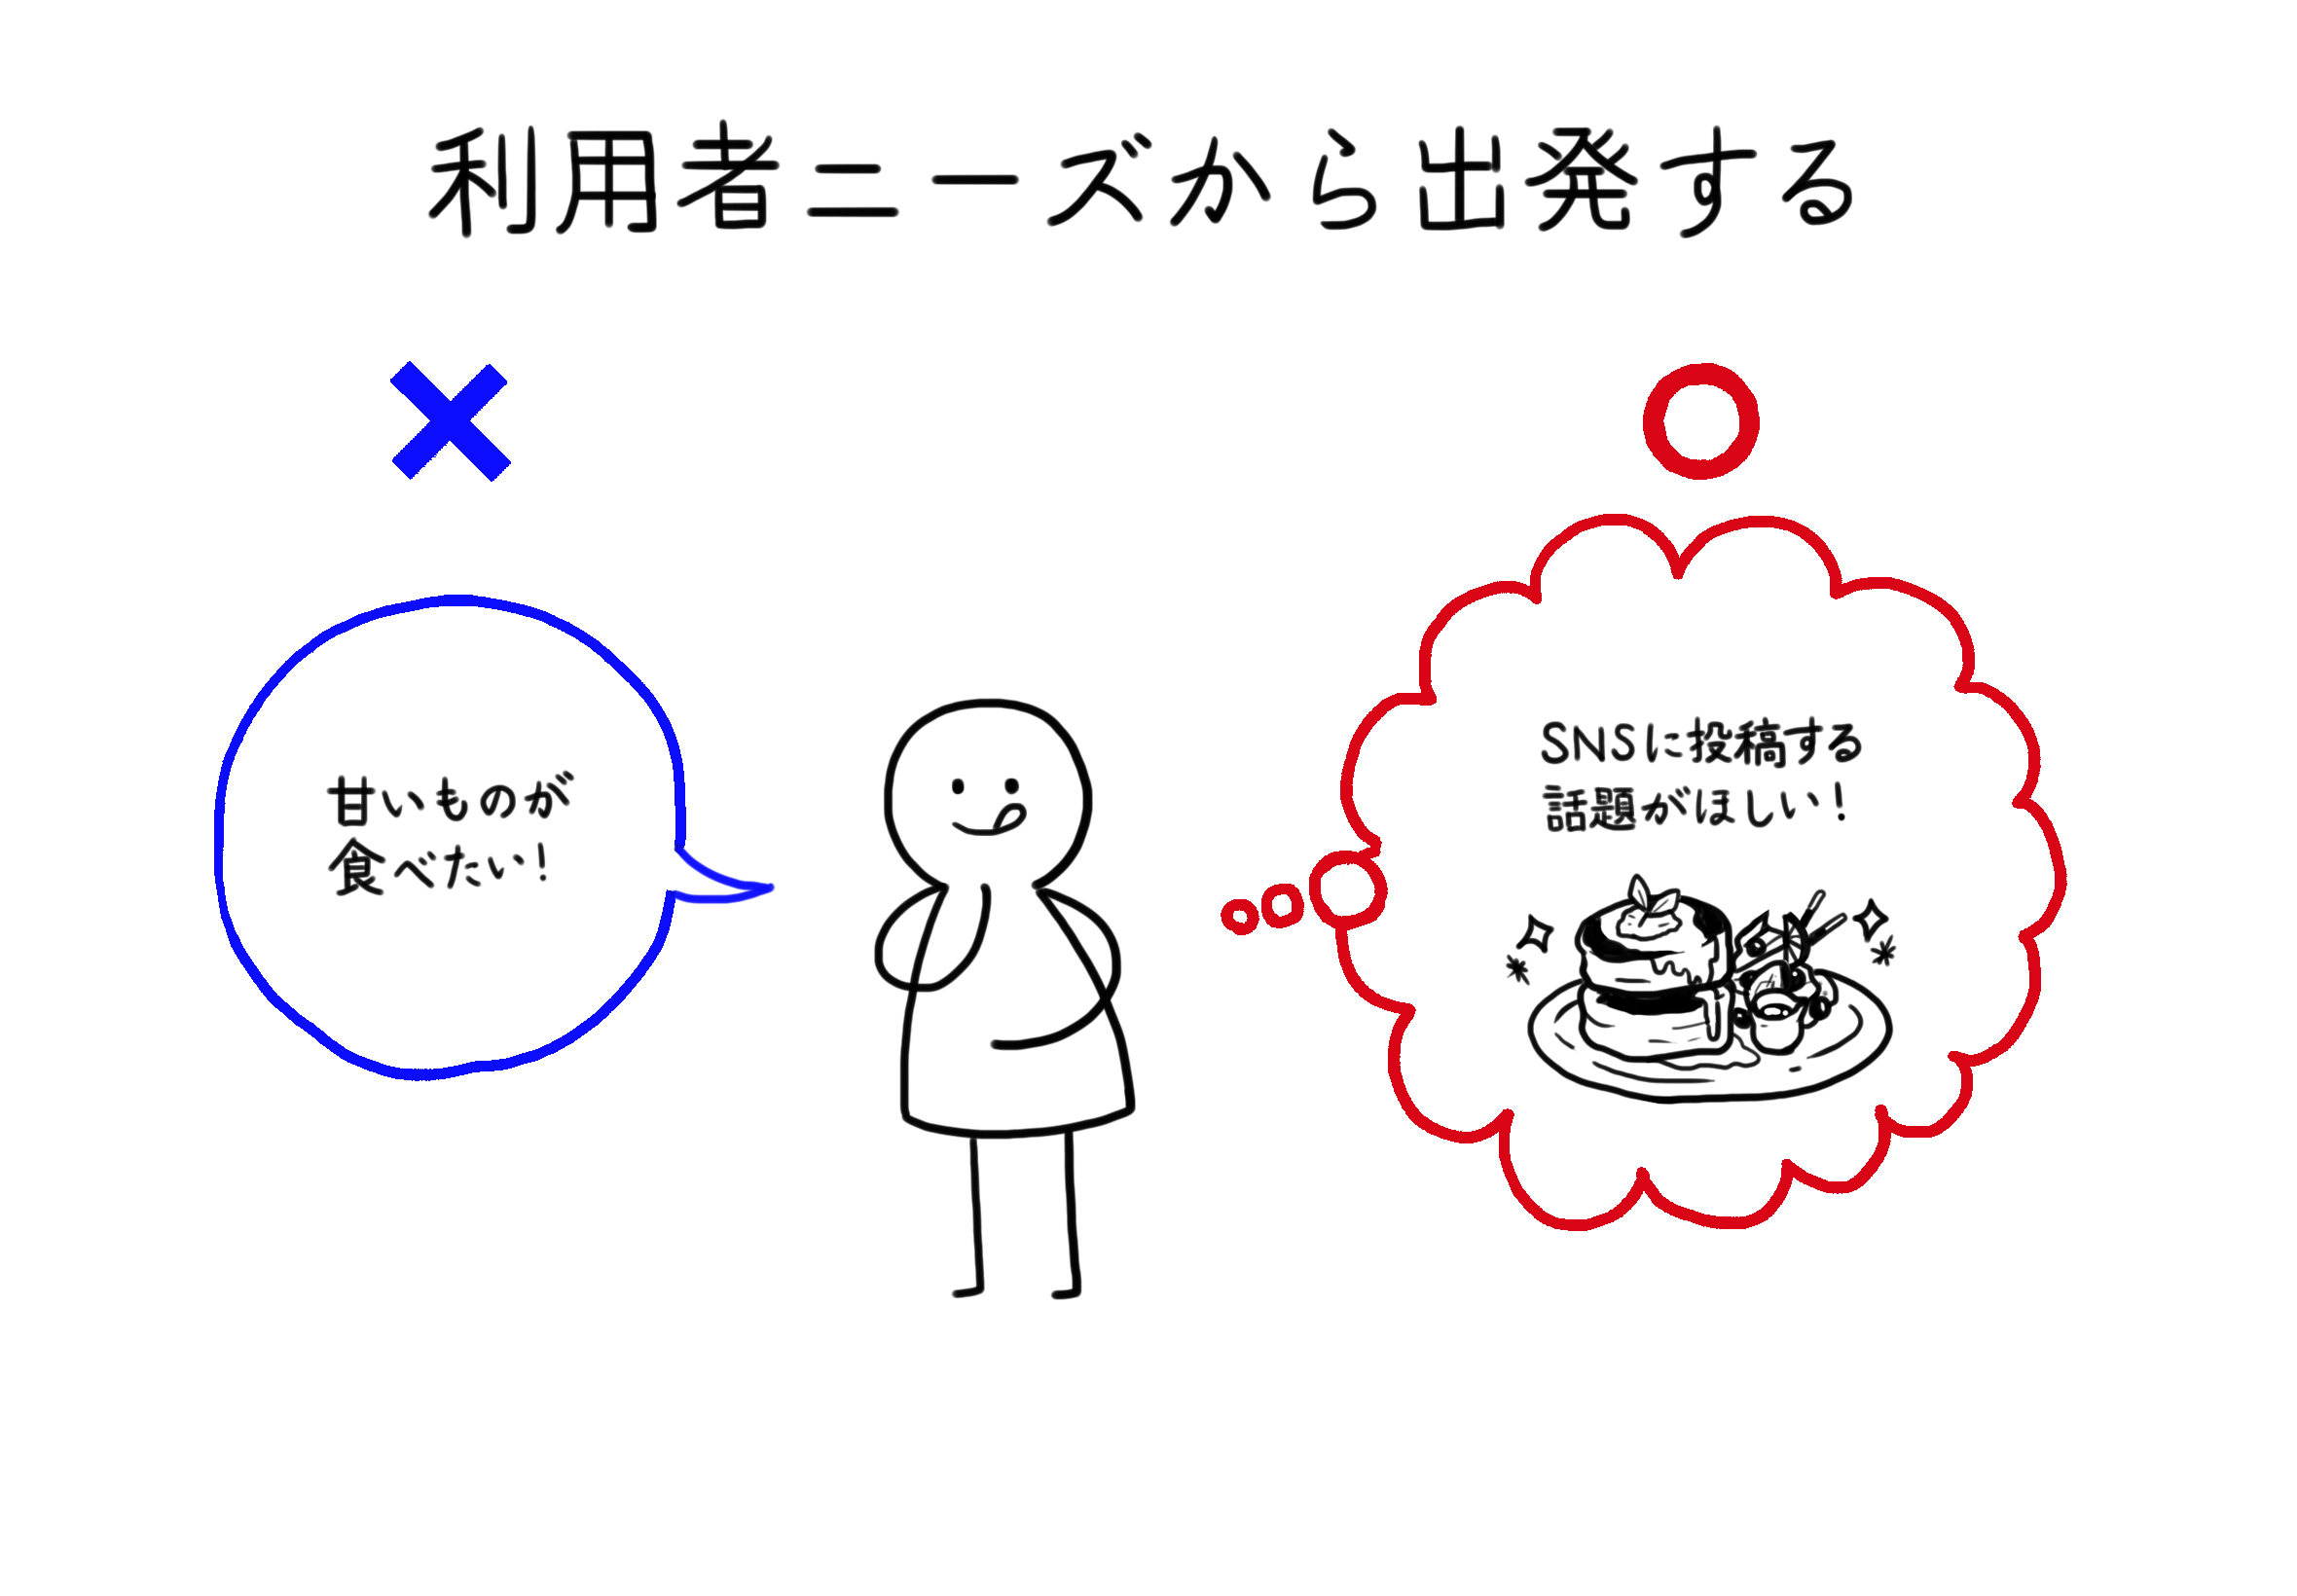 利用者ニーズから出発する
甘いものが
食べたい!
SNSに投稿する
話題がほしい!